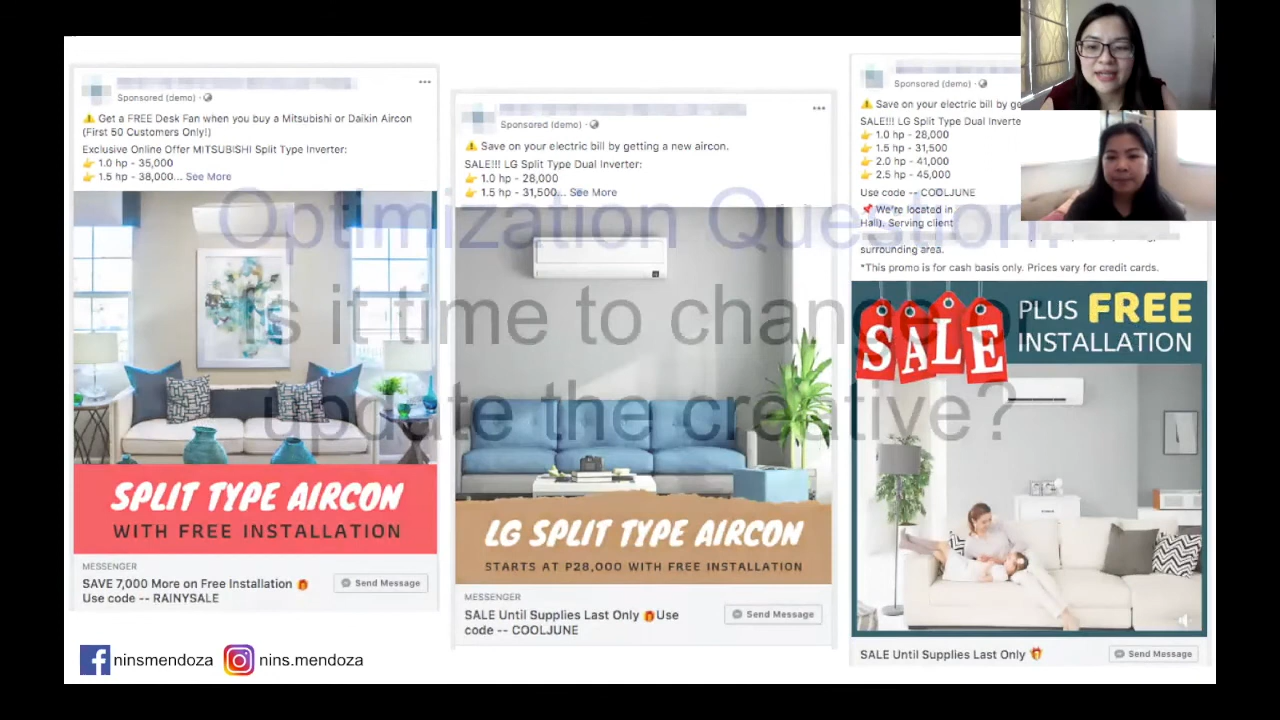 Optimization Question:
Is it time to change or
update the creative?
Sponsored (demo) ·
⚠️ Get a FREE Desk Fan when you buy a Mitsubishi or Daikin Aircon
(First 50 Customers Only!)
Exclusive Online Offer MITSUBISHI Split Type Inverter:
👉 1.0 hp - 35,000
👉 1.5 hp - 38,000... See More
SPLIT TYPE AIRCON
WITH FREE INSTALLATION
MESSENGER
SAVE 7,000 More on Free Installation 🎁
Use code -- RAINYSALE
Send Message
Sponsored (demo) ·
⚠️ Save on your electric bill by getting a new aircon.
SALE!!! LG Split Type Dual Inverter:
👉 1.0 hp - 28,000
👉 1.5 hp - 31,500... See More
LG SPLIT TYPE AIRCON
STARTS AT P28,000 WITH FREE INSTALLATION
MESSENGER
SALE Until Supplies Last Only 🎁Use
code -- COOLJUNE
Send Message
Sponsored (demo) ·
⚠️ Save on your electric bill by
SALE!!! LG Split Type Dual
👉 1.0 hp - 28,000
👉 1.5 hp - 31,500
👉 2.0 hp - 41,000
👉 2.5 hp - 45,000
Use code -- COOLJUNE
📌 We're located in
Hall). Serving client
surrounding area.
*This promo is for cash basis only. Prices vary for credit cards.
SALE
PLUS FREE
INSTALLATION
SALE Until Supplies Last Only 🎁
Send Message
ninsmendoza
nins.mendoza